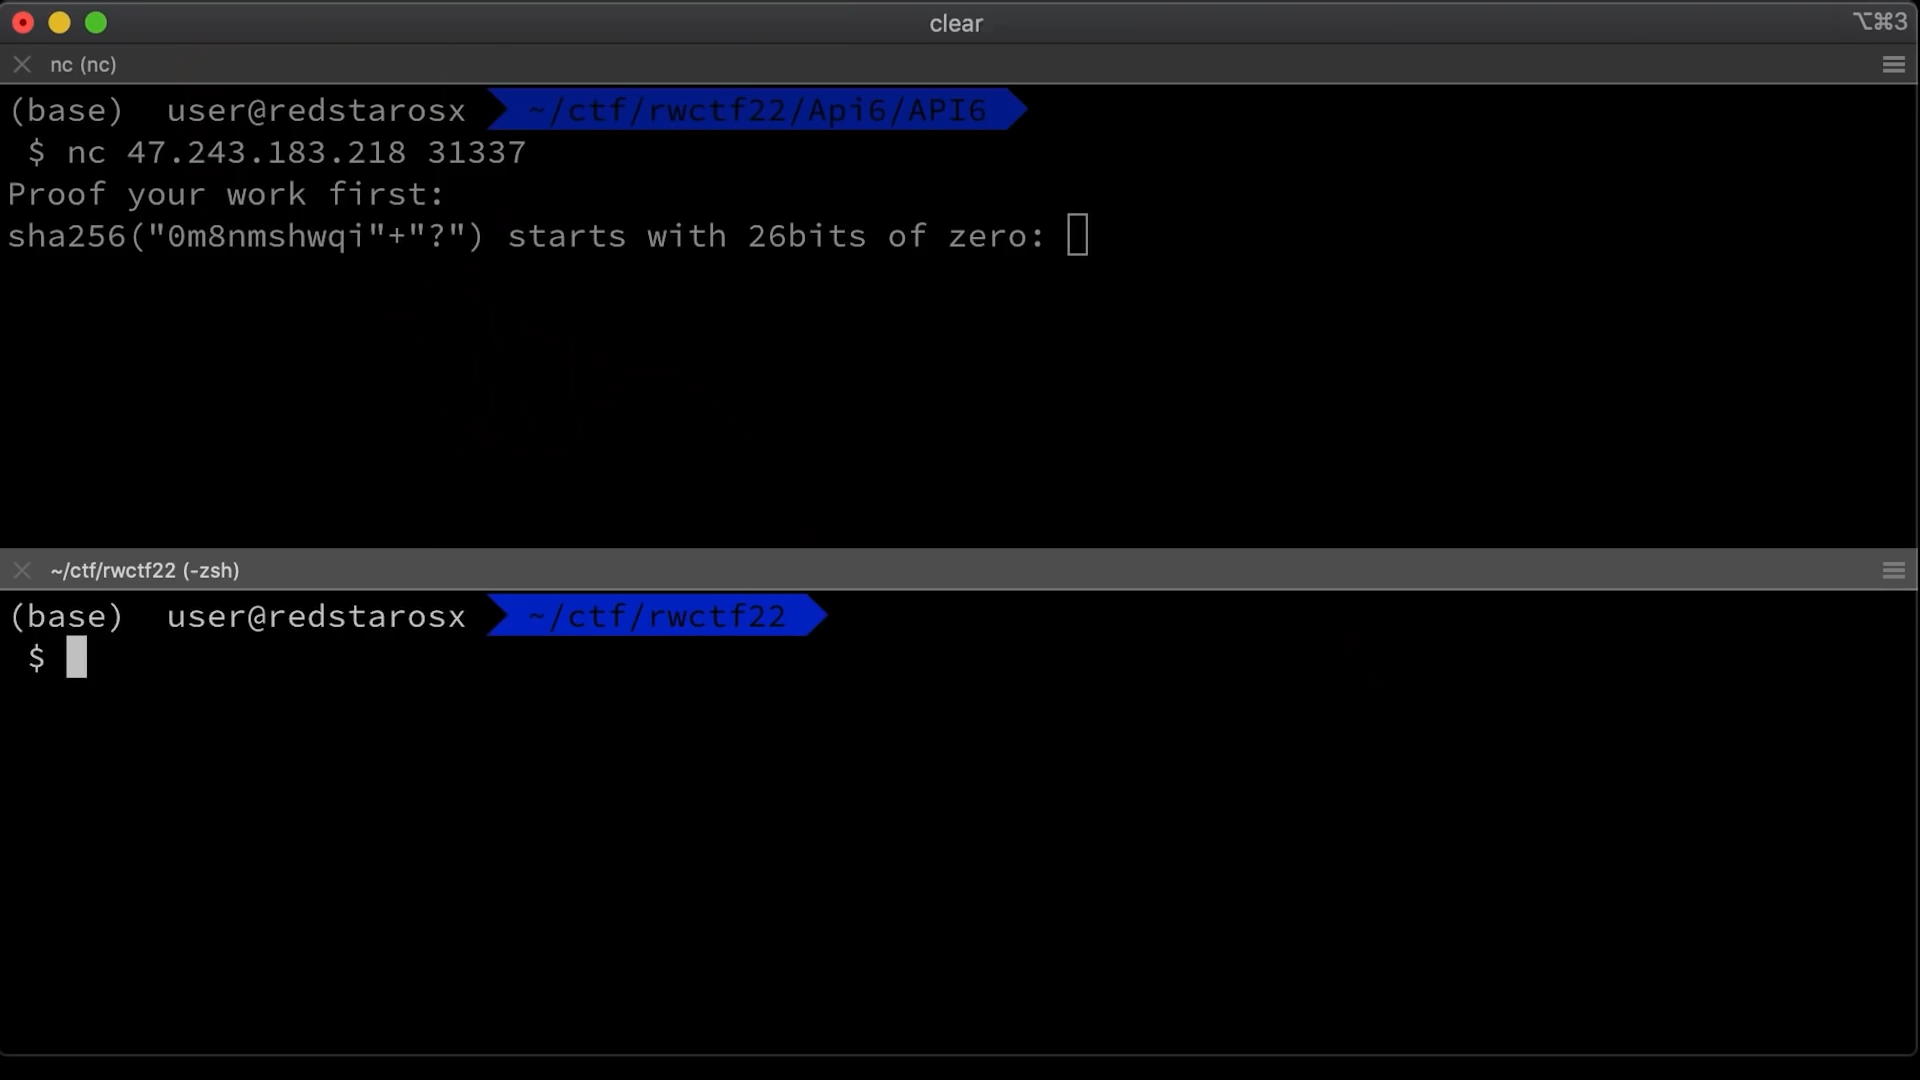 clear
⌥⌘3
nc (nc)
(base) user@redstarosx ~/ctf/rwctf22/Api6/API6
$ nc 47.243.183.218 31337
Proof your work first:
sha256("0m8nmshwqi"+"?") starts with 26bits of zero:
~/ctf/rwctf22 (-zsh)
(base) user@redstarosx ~/ctf/rwctf22
$